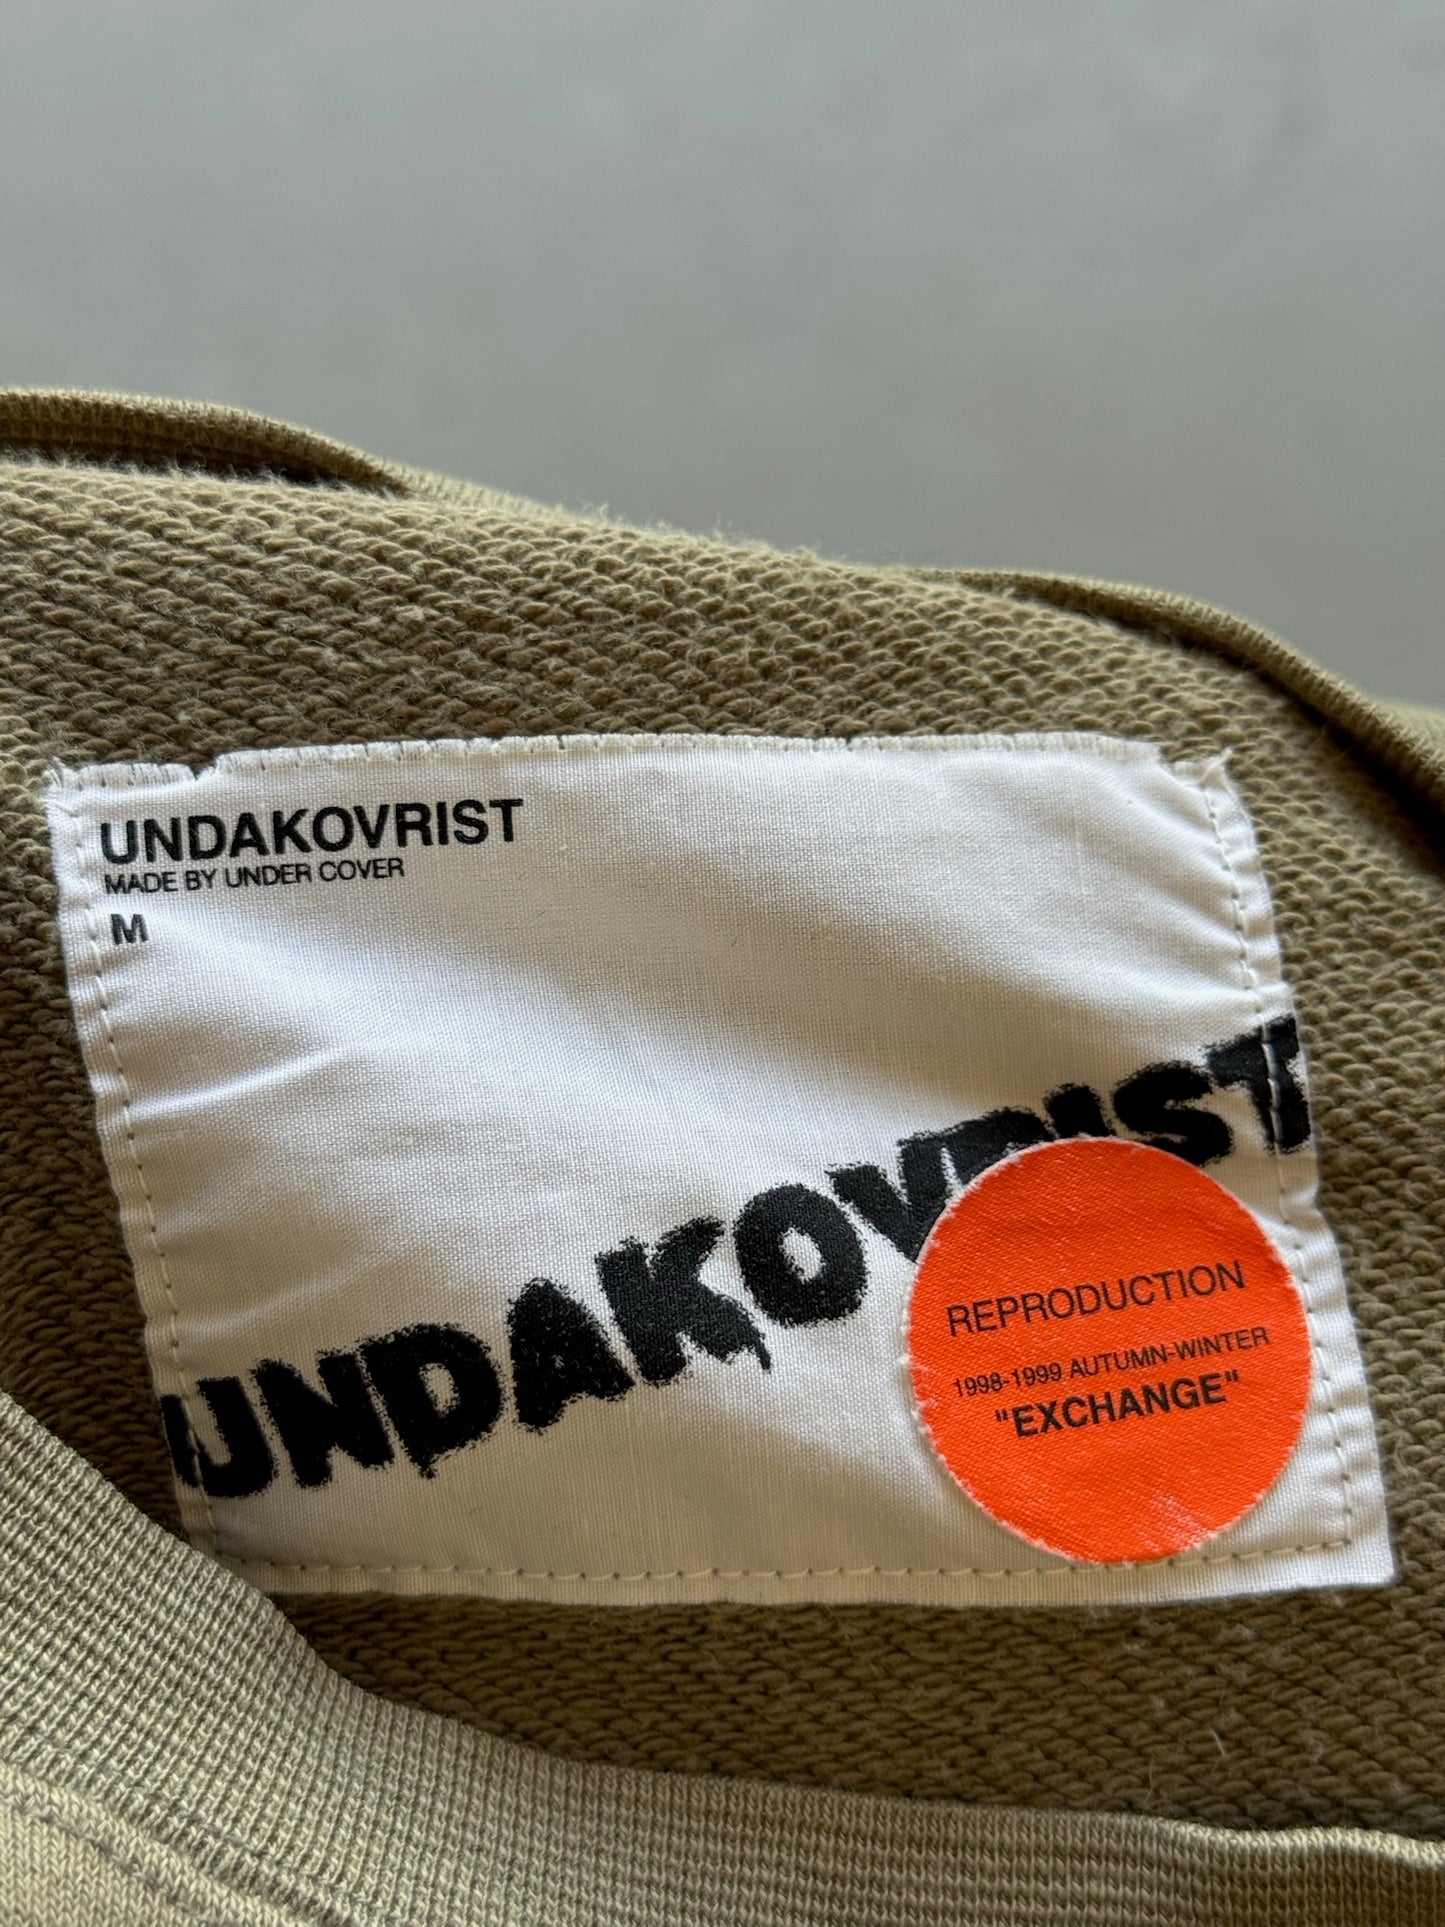 UNDAKOVRIST
MADE BY UNDER COVER
M
UNDAKOVRIST
REPRODUCTION
1998-1999 AUTUMN-WINTER
"EXCHANGE"